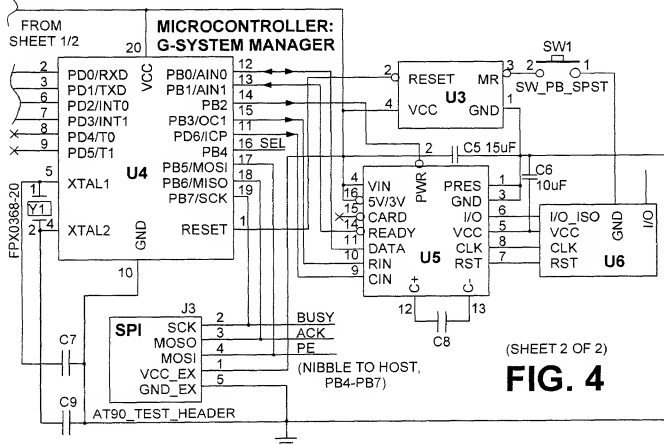 FROM
SHEET 1/2
MICROCONTROLLER:
G-SYSTEM MANAGER
20
VCC
2 PD0/RXD
3 PD1/TXD
6 PD2/INT0
7 PD3/INT1
8 PD4/T0
9 PD5/T1
5 XTAL1
1
Y1
2 4 XTAL2
FPX0368-20
U4
GND
10
PB0/AIN0 12
PB1/AIN1 13
PB2 14
PB3/OC1 15
PD6/ICP 11
PB4 16 SEL
PB5/MOSI 17
PB6/MISO 18
PB7/SCK 19
RESET 1
2 RESET MR 3
U3
4 VCC GND 1
SW1
2 1
SW_PB_SPST
C5 15uF
C6
10uF
2
PWR
4 VIN
16 5V/3V
15 CARD
14 READY
11 DATA
10 RIN
9 CIN
U5
PRES 1
GND 3
I/O 6
VCC 5
CLK 8
RST 7
C+ C-
12 13
C8
I/O_ISO
VCC
CLK
RST
GND
I/O
U6
J3
SPI
SCK 2 BUSY
MOSO 3 ACK
MOSI 4 PE
VCC_EX 1
GND_EX 5
(NIBBLE TO HOST,
PB4-PB7)
AT90_TEST_HEADER
C7
C9
(SHEET 2 OF 2)
FIG. 4